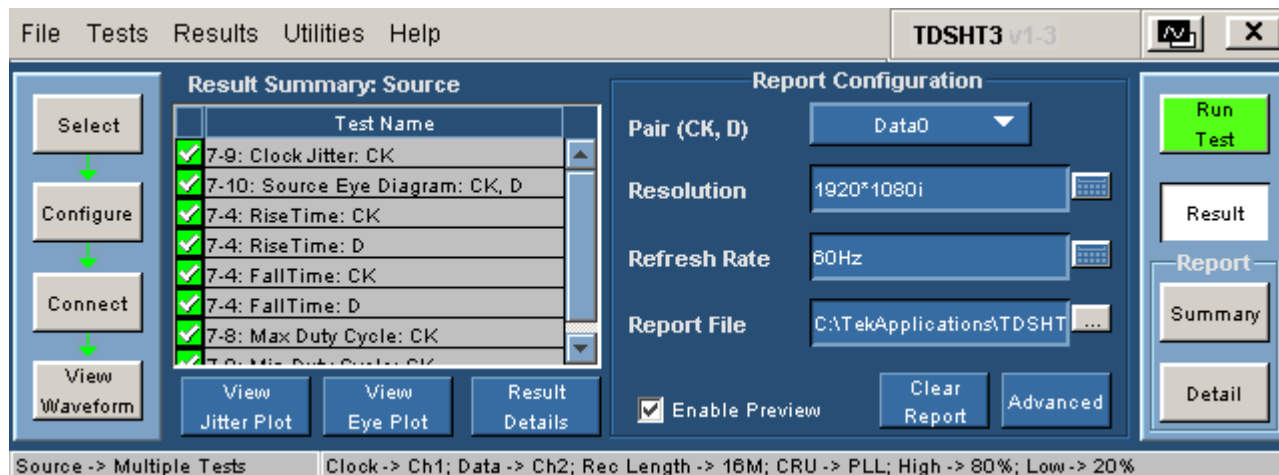 File Tests Results Utilities Help TDSHT3 v1-3
Select
Configure
Connect
View
Waveform
Result Summary: Source
Test Name
7-9: Clock Jitter: CK
7-10: Source Eye Diagram: CK, D
7-4: RiseTime: CK
7-4: RiseTime: D
7-4: FallTime: CK
7-4: FallTime: D
7-8: Max Duty Cycle: CK
View
Jitter Plot
View
Eye Plot
Result
Details
Report Configuration
Pair (CK, D) Data0
Resolution 1920*1080i
Refresh Rate 60Hz
Report File C:\TekApplications\TDSHT ...
Enable Preview
Clear
Report
Advanced
Run
Test
Result
Report
Summary
Detail
Source -> Multiple Tests Clock -> Ch1; Data -> Ch2; Rec Length -> 16M; CRU -> PLL; High -> 80%; Low -> 20%